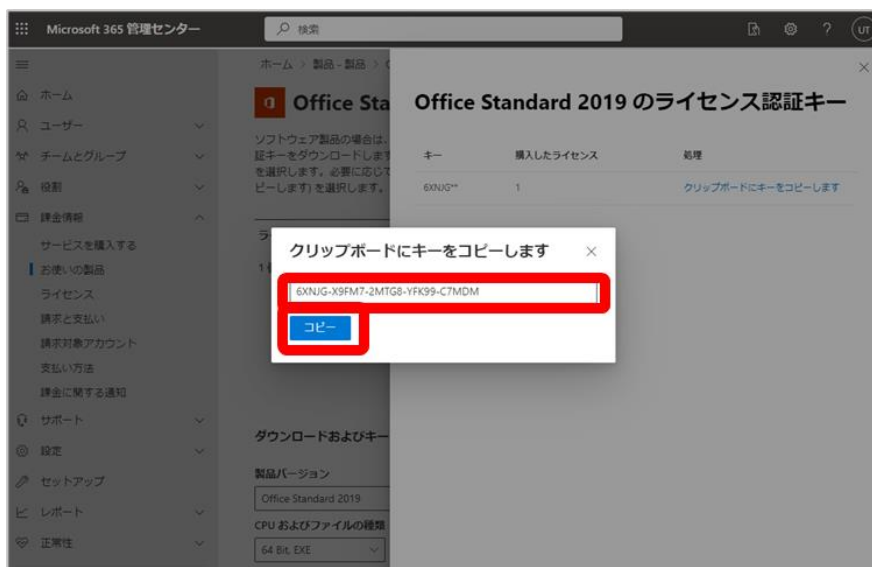 Microsoft 365 管理センター
検索
?
UT
ホーム > 製品 - 製品 >
ホーム
ユーザー
チームとグループ
役割
課金情報
サービスを購入する
お使いの製品
ライセンス
請求と支払い
請求対象アカウント
支払い方法
課金に関する通知
サポート
設定
セットアップ
レポート
正常性
Office Sta
ソフトウェア製品の場合は、
証キーをダウンロードします
を選択します。必要に応じて
ピーします) を選択します。
ダウンロードおよびキー
製品バージョン
Office Standard 2019
CPU およびファイルの種類
64 Bit, EXE
Office Standard 2019 のライセンス認証キー
キー 購入したライセンス 処理
6XNJG** 1 クリップボードにキーをコピーします
クリップボードにキーをコピーします
6XNJG-X9FM7-2MTG8-YFK99-C7MDM
コピー